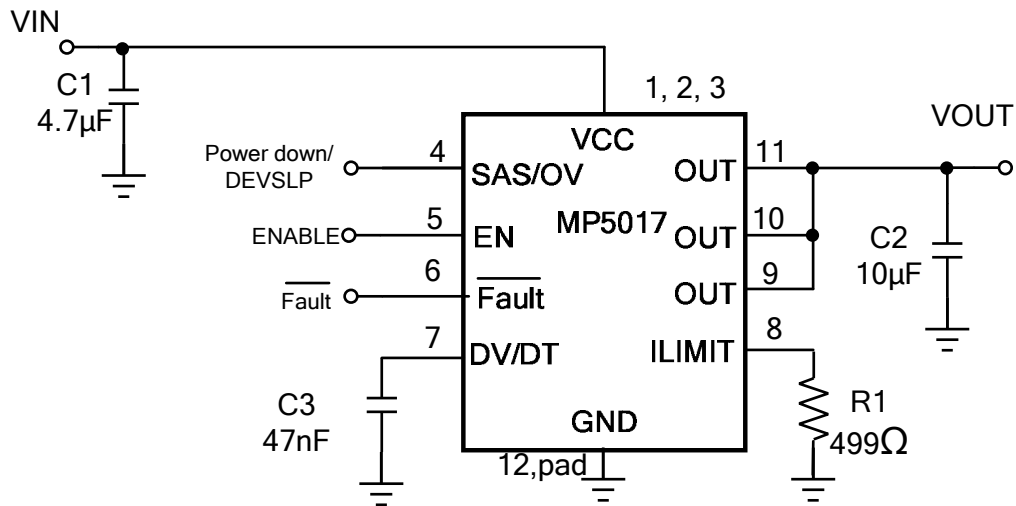 VIN
C1
4.7µF
1, 2, 3
VCC
VOUT
Power down/
DEVSLP
4
SAS/OV
OUT
11
MP5017
ENABLE
5
EN
OUT
10
C2
10µF
Fault
6
Fault
OUT
9
7
DV/DT
ILIMIT
8
C3
47nF
GND
12,pad
R1
499Ω